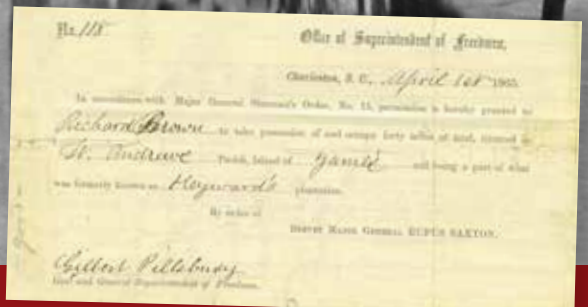 No. 118
Office of Superintendent of Freedmen,
Charleston, S. C., April 1st 1865.
In accordance with Major General Sherman's Order, No. 15, permission is hereby granted to
Richard Brown to take possession of and occupy forty acres of land, situated in
St. Andrews Parish, Island of James and being a part of what
was formerly known as Heyward's plantation.
By order of
BREVET MAJOR GENERAL RUFUS SAXTON.
Gilbert Pillsbury
and General Superintendent of Freedmen.